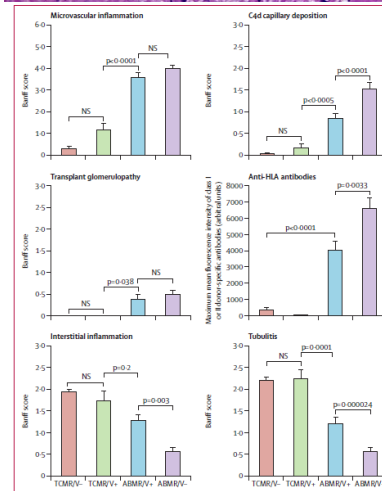 Microvascular inflammation
Banff score
6·0
5·0
4·0
3·0
2·0
1·0
0
NS
p<0·0001
NS
C4d capillary deposition
Banff score
3·0
2·5
2·0
1·5
1·0
0·5
0
NS
p<0·0005
p<0·0001
Transplant glomerulopathy
Banff score
3·0
2·5
2·0
1·5
1·0
0·5
0
NS
p=0·038
NS
Anti-HLA antibodies
Maximum mean fluorescence intensity of class I
or II donor-specific antibodies (arbitrary units)
8000
7000
6000
5000
4000
3000
2000
1000
0
p<0·0001
p=0·0033
Interstitial inflammation
Banff score
3·0
2·5
2·0
1·5
1·0
0·5
0
NS
p=0·2
p=0·003
TCMR/V– TCMR/V+ ABMR/V+ ABMR/V–
Tubulitis
Banff score
3·0
2·5
2·0
1·5
1·0
0·5
0
NS
p=0·0001
p=0·000024
TCMR/V– TCMR/V+ ABMR/V+ ABMR/V